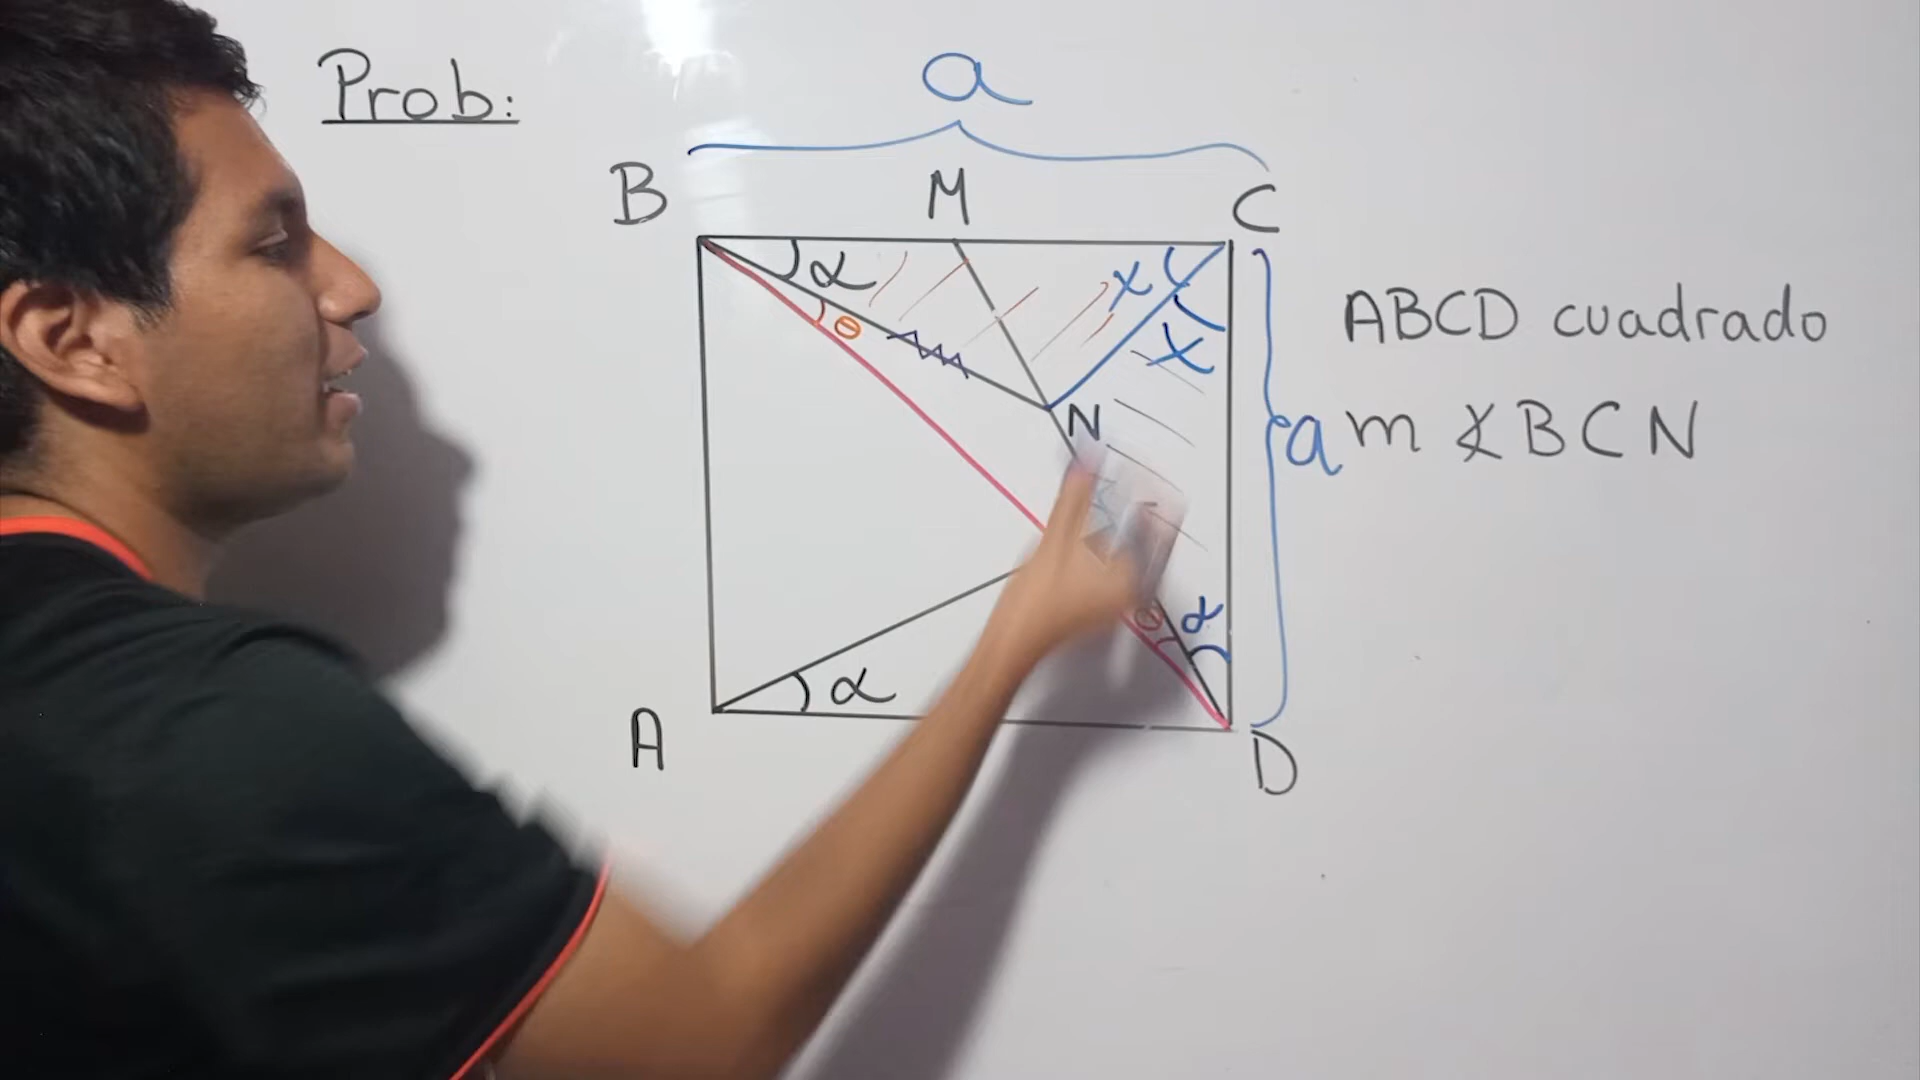 Prob:
a
B M C
α x
θ x
N
ABCD cuadrado
a m∡BCN
θ α
α
A D